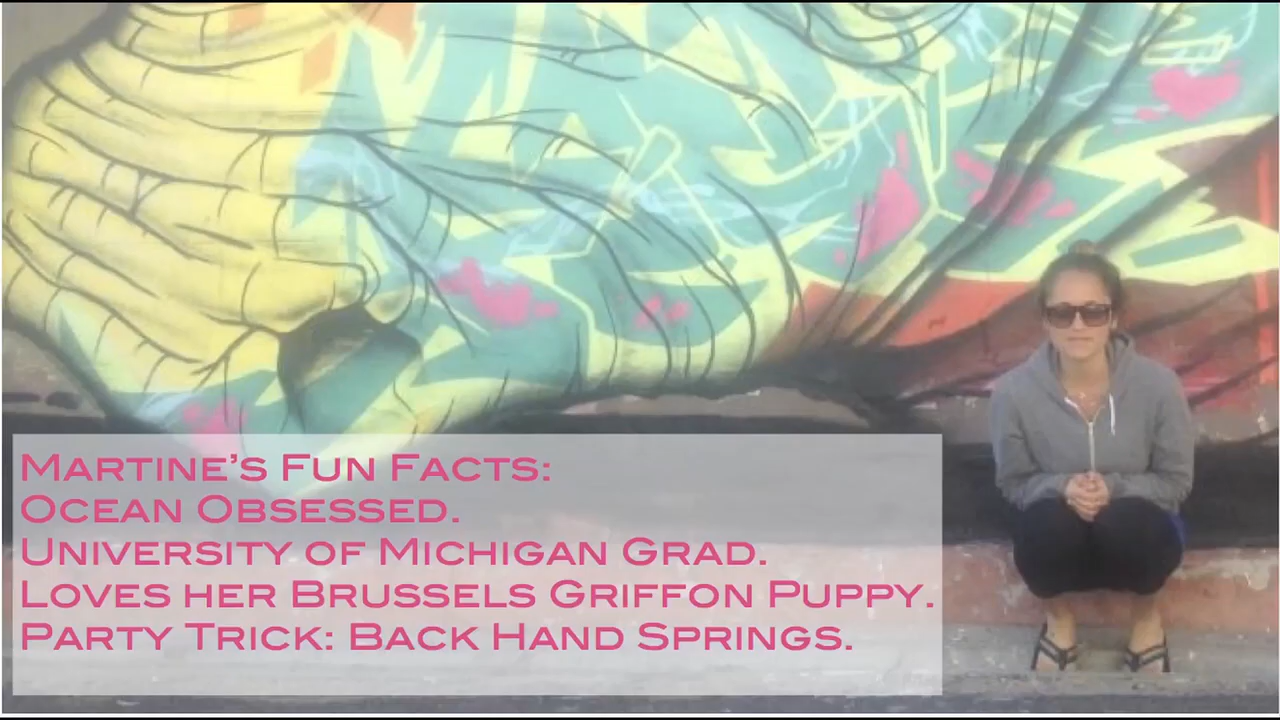 Martine's Fun Facts:
Ocean Obsessed.
University of Michigan Grad.
Loves her Brussels Griffon Puppy.
Party Trick: Back Hand Springs.